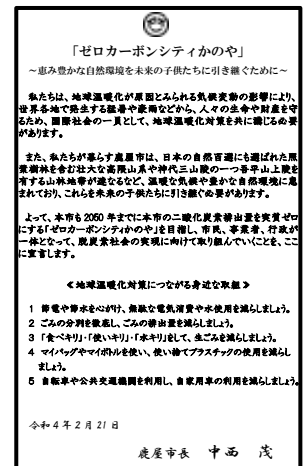 「ゼロカーボンシティかのや」
～恵み豊かな自然環境を未来の子供たちに引き継ぐために～
私たちは、地球温暖化が原因とみられる気候変動の影響により、
世界各地で発生する猛暑や豪雨などから、人々の生命や財産を守
るため、国際社会の一員として、地球温暖化対策を共に講じる必要
があります。
また、私たちが暮らす鹿屋市は、日本の自然百選にも選ばれた照
葉樹林を含む壮大な高隈山系や神代三山陵の一つ吾平山上陵を
有する山林地帯が連なるなど、温暖な気候や豊かな自然環境に恵
まれており、これらを未来の子供たちに引き継ぐ必要があります。
よって、本市も2050年までに本市の二酸化炭素排出量を実質ゼロ
にする「ゼロカーボンシティかのや」を目指し、市民、事業者、行政が
一体となって、脱炭素社会の実現に向けて取り組んでいくことを、ここ
に宣言します。
≪地球温暖化対策につながる身近な取組≫
1 節電や節水を心がけ、無駄な電気消費や水使用を減らしましょう。
2 ごみの分別を徹底し、ごみの排出量を減らしましょう。
3 「食べキリ」・「使いキリ」・「水キリ」をして、生ごみを減らしましょう。
4 マイバッグやマイボトルを使い、使い捨てプラスチックの使用を減らし
ましょう。
5 自転車や公共交通機関を利用し、自家用車の利用を減らしましょう。
令和4年2月21日
鹿屋市長 中西 茂